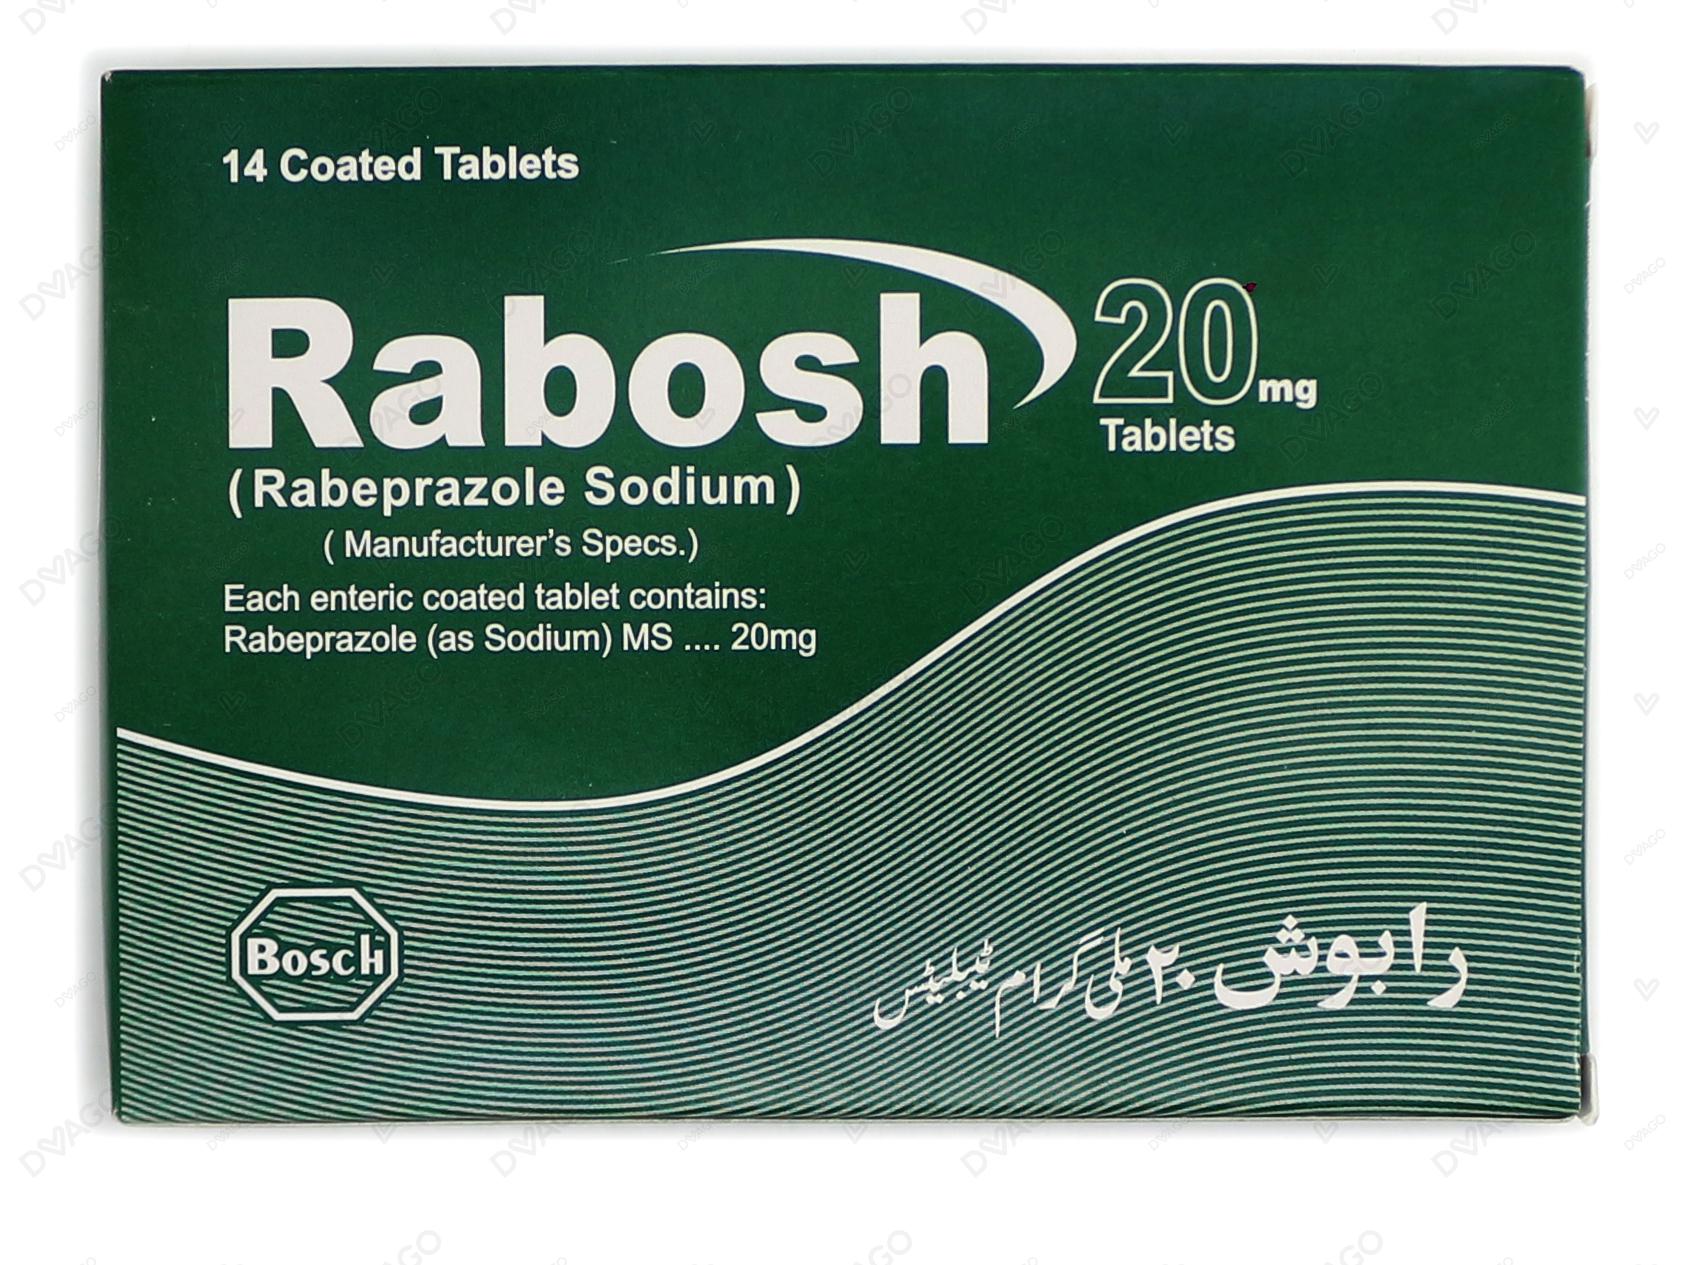 14 Coated Tablets
Rabosh 20mg
Tablets
(Rabeprazole Sodium)
( Manufacturer's Specs.)
Each enteric coated tablet contains:
Rabeprazole (as Sodium) MS .... 20mg
Bosch
رابوش ۲۰ ملی گرام ٹیبلیٹس
DVAGO